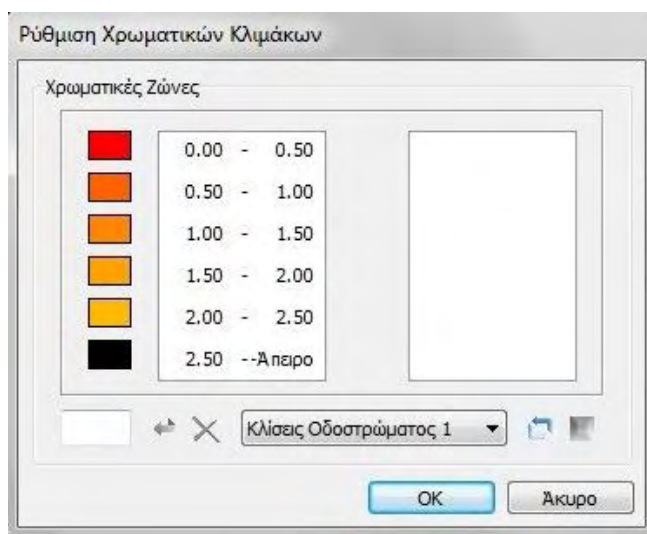 Ρύθμιση Χρωματικών Κλιμάκων
Χρωματικές Ζώνες
0.00 - 0.50
0.50 - 1.00
1.00 - 1.50
1.50 - 2.00
2.00 - 2.50
2.50 --Άπειρο
Κλίσεις Οδοστρώματος 1
OK
Άκυρο